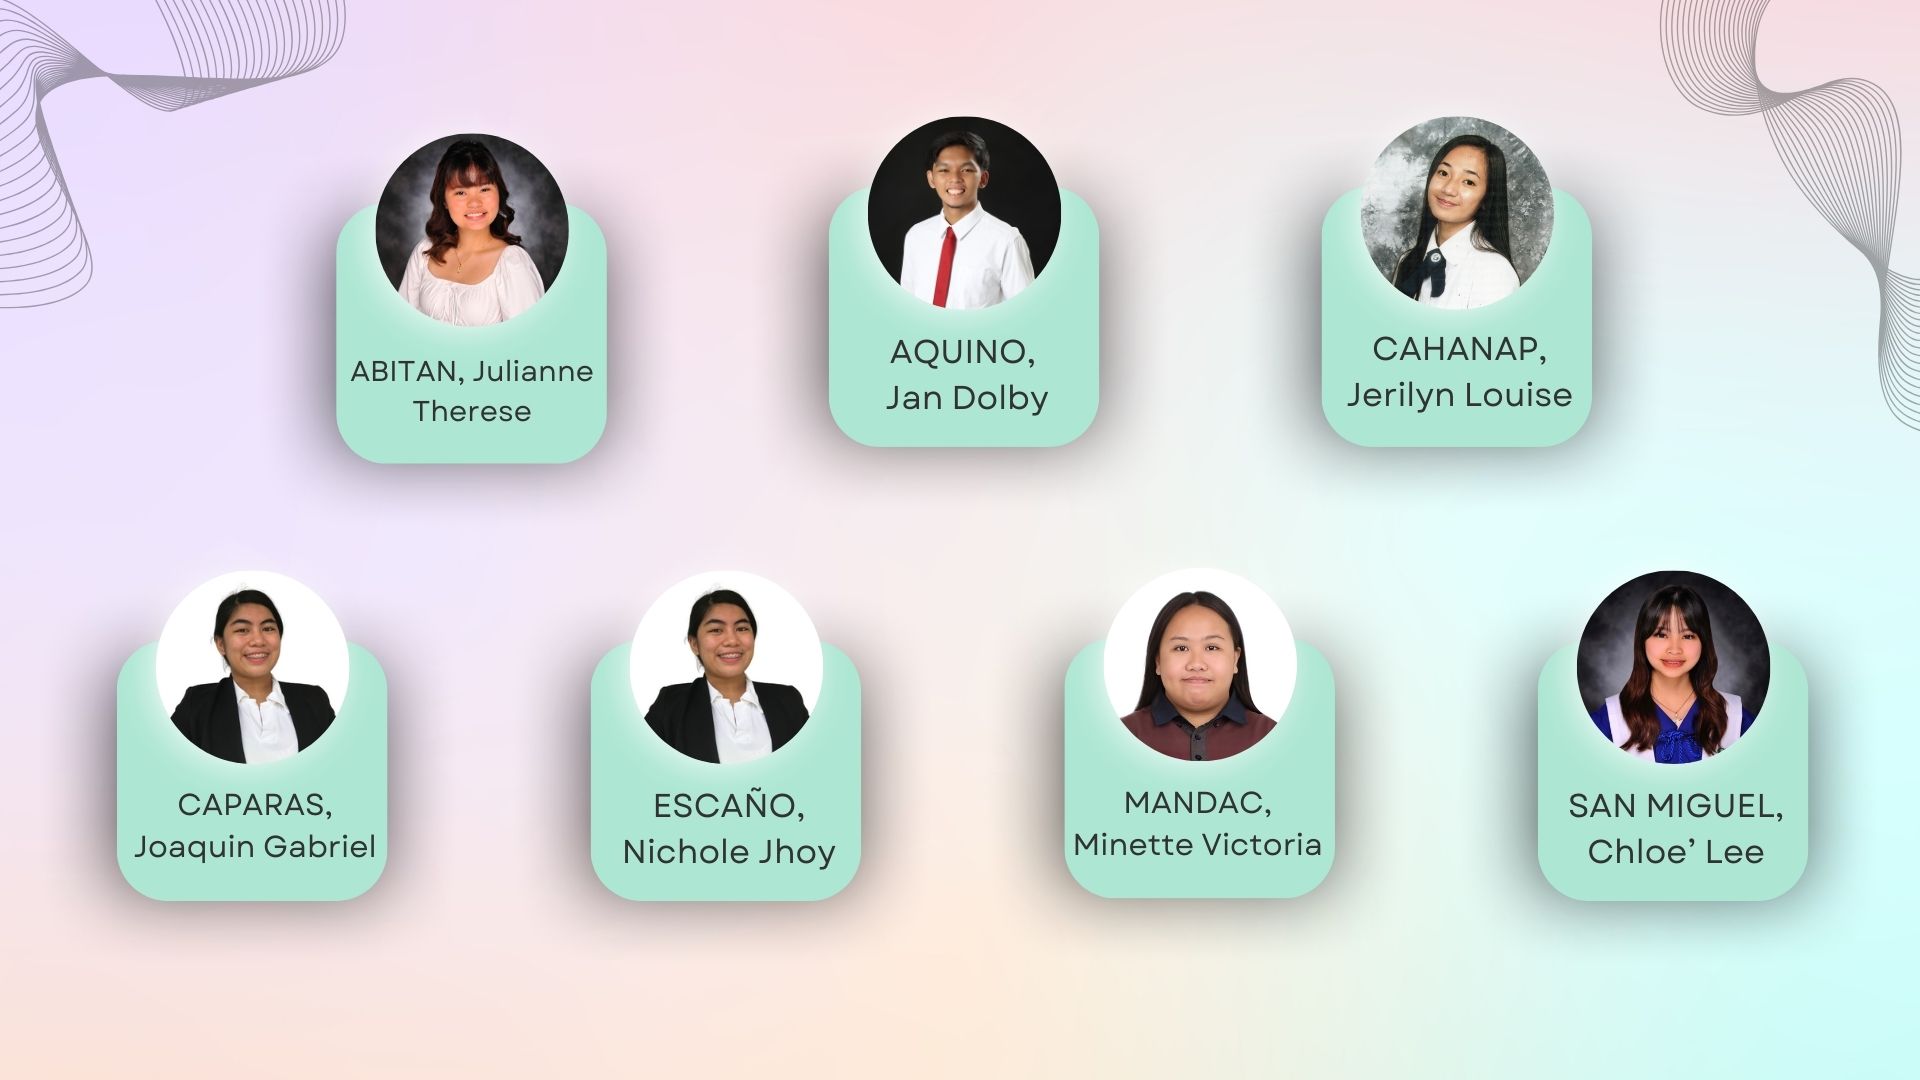 ABITAN, Julianne
Therese
AQUINO,
Jan Dolby
CAHANAP,
Jerilyn Louise
CAPARAS,
Joaquin Gabriel
ESCAÑO,
Nichole Jhoy
MANDAC,
Minette Victoria
SAN MIGUEL,
Chloe’ Lee